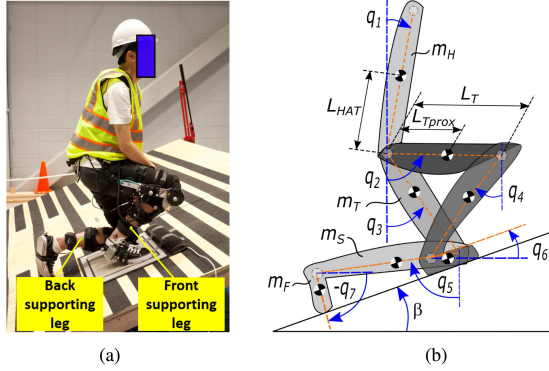 Back
supporting
leg
Front
supporting
leg
(a)
q1
mH
LHAT
LT
LTprox
q2
mT
q3
q4
mS
mF
-q7
q5
q6
β
(b)